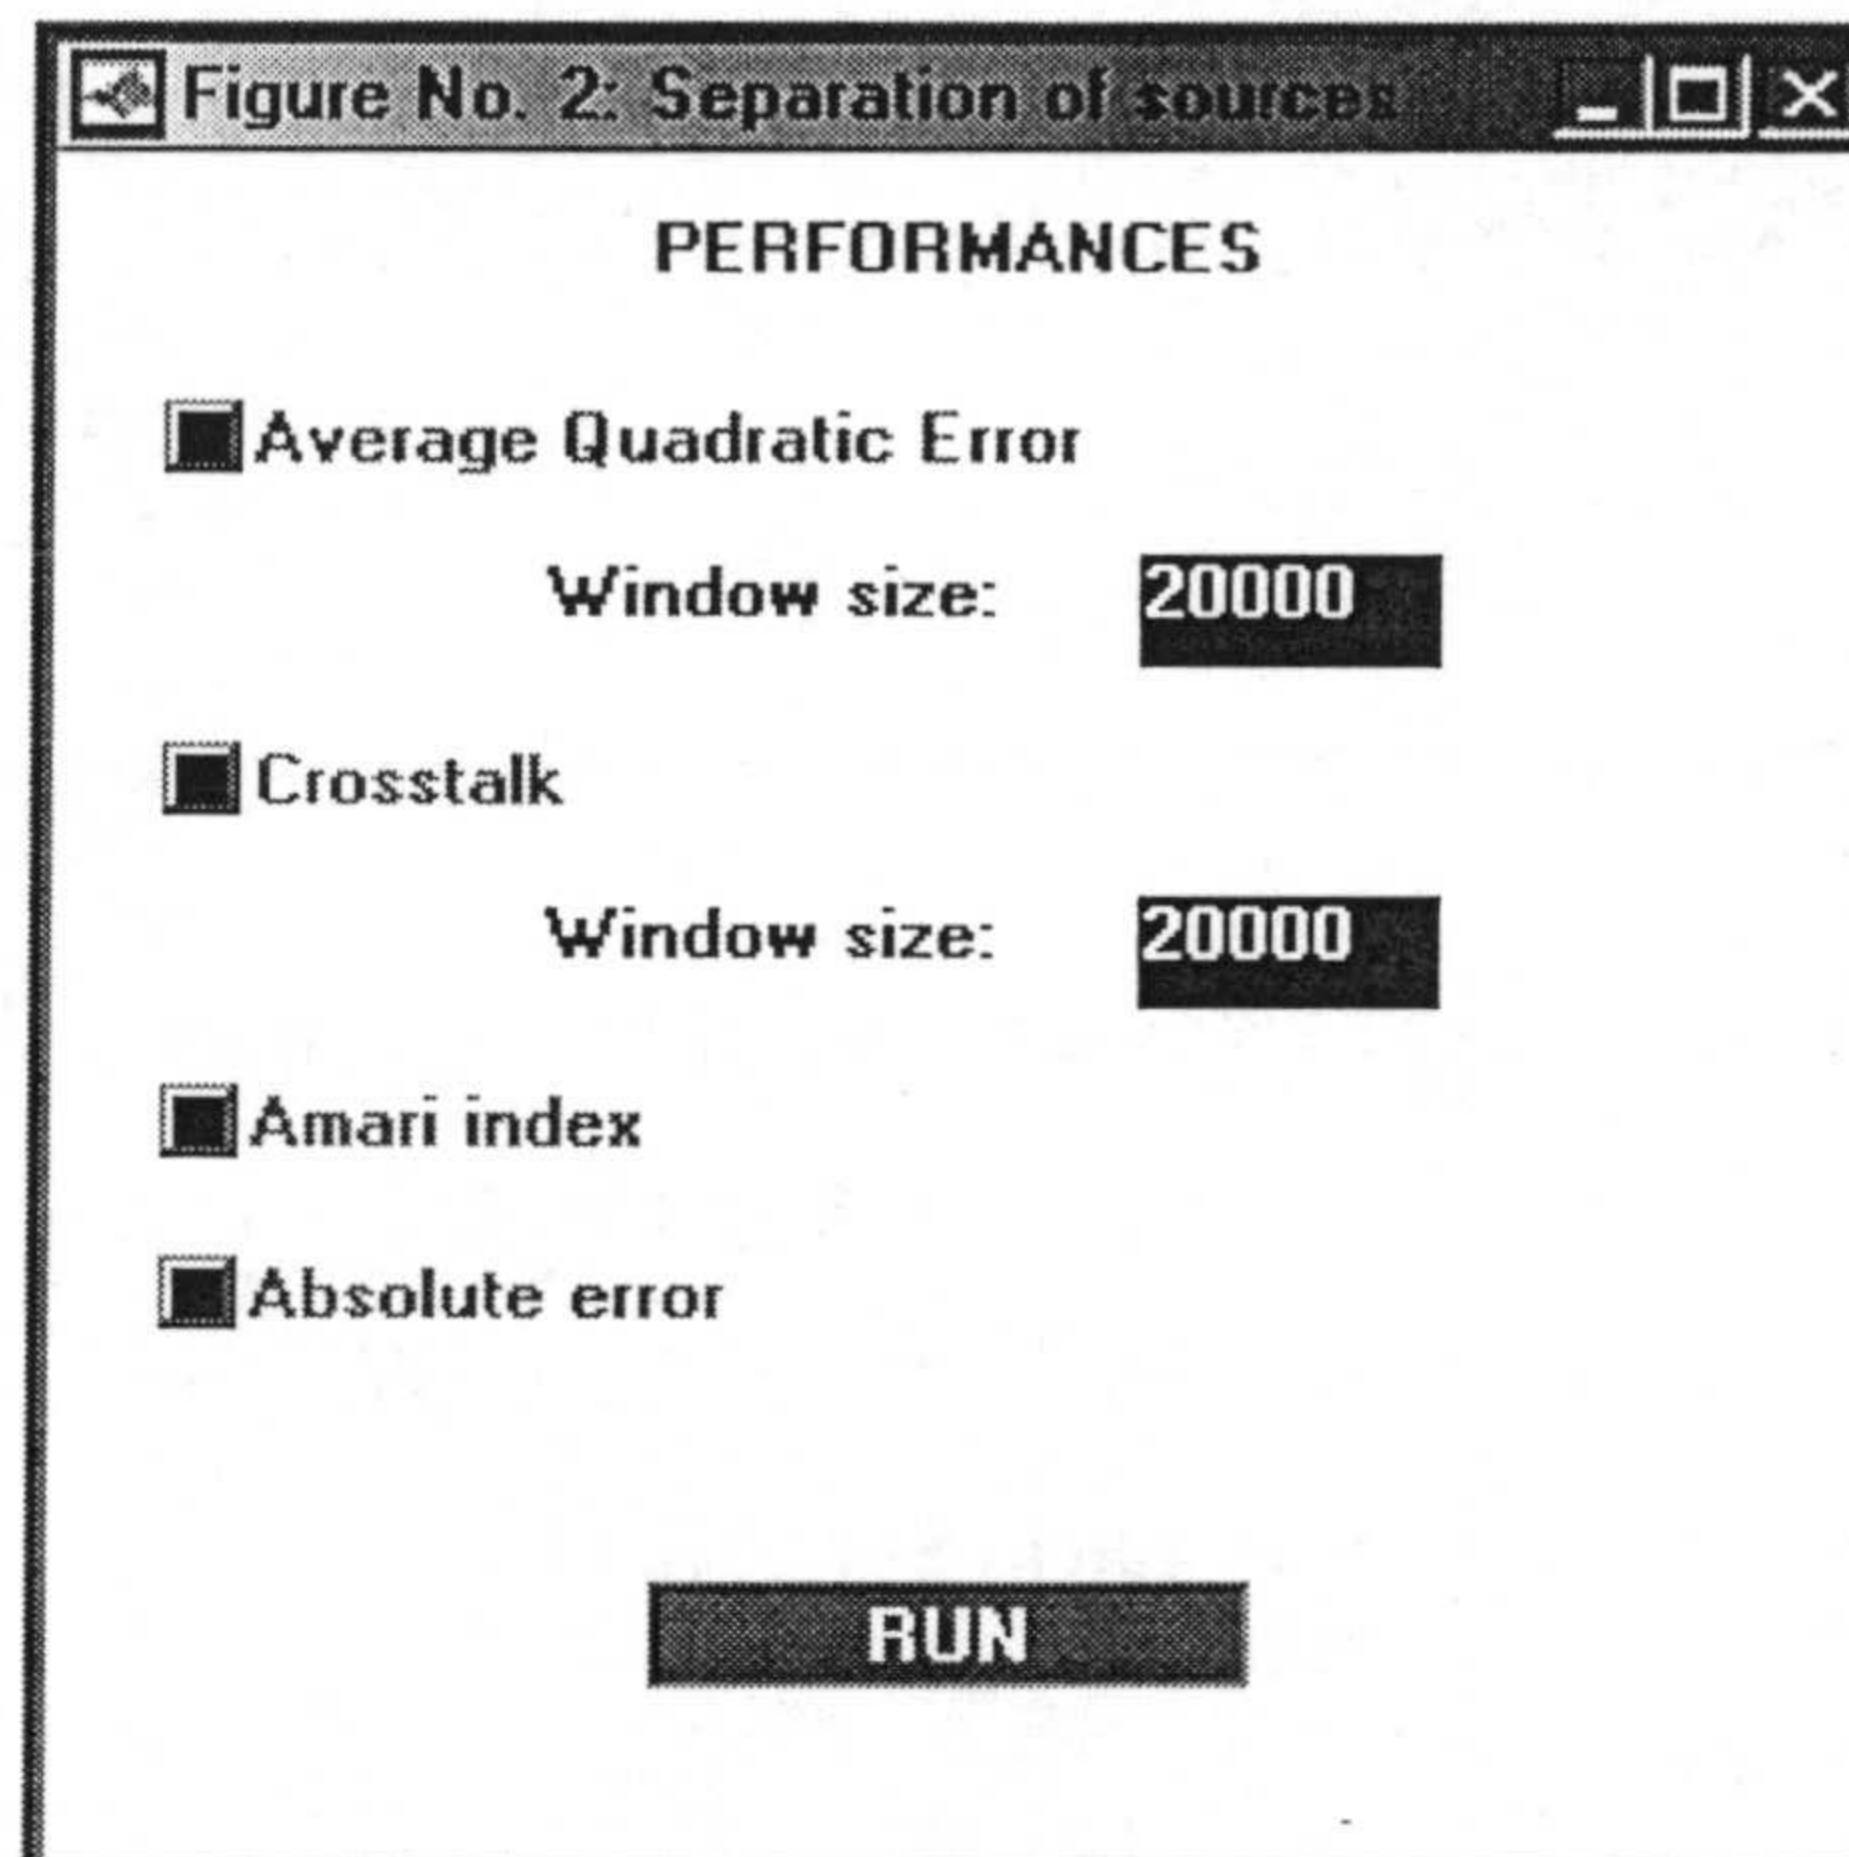 Figure No. 2: Separation of sources
PERFORMANCES
Average Quadratic Error
Window size: 20000
Crosstalk
Window size: 20000
Amari index
Absolute error
RUN